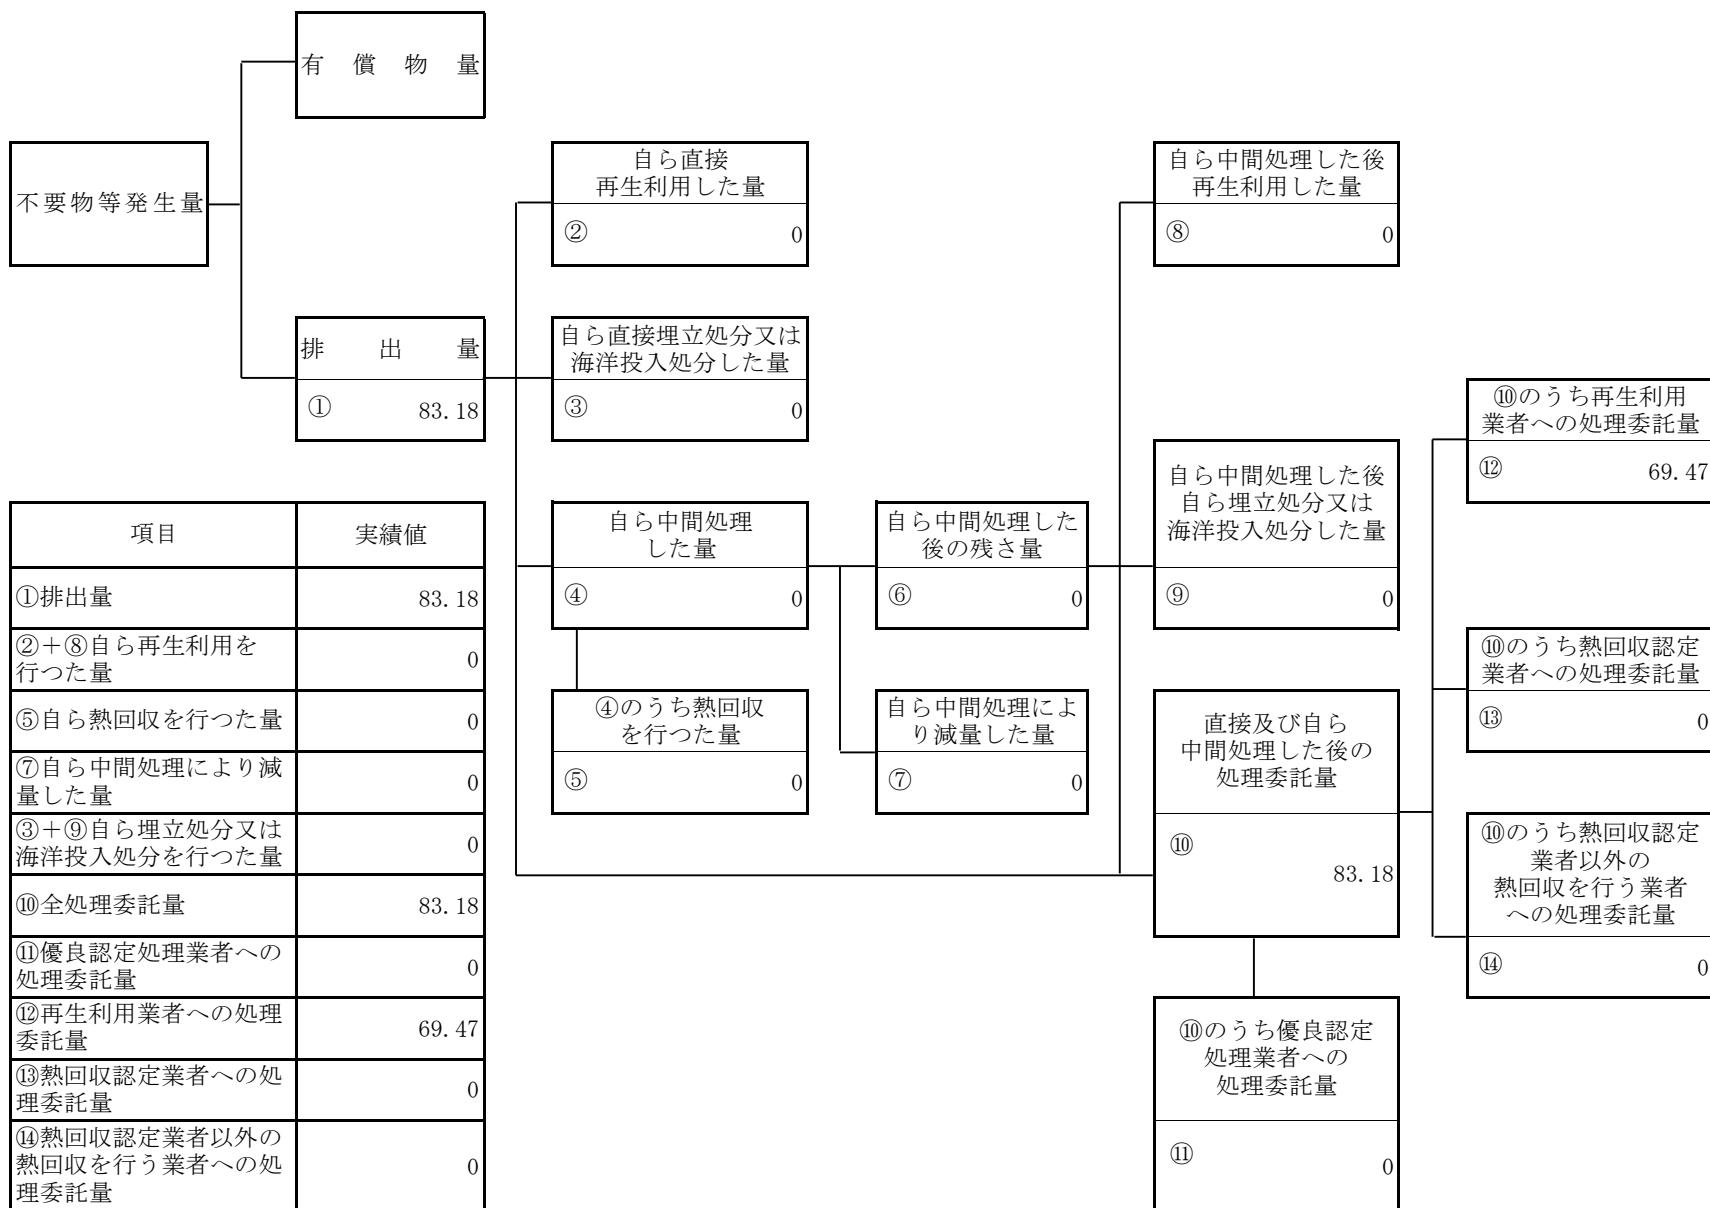 有償物量
不要物等発生量
自ら直接
再生利用した量
② 0
自ら中間処理した後
再生利用した量
⑧ 0
排出量
① 83.18
自ら直接埋立処分又は
海洋投入処分した量
③ 0
⑩のうち再生利用
業者への処理委託量
⑫ 69.47
自ら中間処理
した量
④ 0
自ら中間処理した
後の残さ量
⑥ 0
自ら中間処理した後
自ら埋立処分又は
海洋投入処分した量
⑨ 0
⑩のうち熱回収認定
業者への処理委託量
⑬ 0
④のうち熱回収
を行つた量
⑤ 0
自ら中間処理によ
り減量した量
⑦ 0
直接及び自ら
中間処理した後の
処理委託量
⑩
83.18
⑩のうち熱回収認定
業者以外の
熱回収を行う業者
への処理委託量
⑭ 0
⑩のうち優良認定
処理業者への
処理委託量
⑪ 0
項目 実績値
①排出量 83.18
②+⑧自ら再生利用を
行つた量 0
⑤自ら熱回収を行つた量 0
⑦自ら中間処理により減
量した量 0
③+⑨自ら埋立処分又は
海洋投入処分を行つた量 0
⑩全処理委託量 83.18
⑪優良認定処理業者への
処理委託量 0
⑫再生利用業者への処理
委託量 69.47
⑬熱回収認定業者への処
理委託量 0
⑭熱回収認定業者以外の
熱回収を行う業者への処
理委託量 0